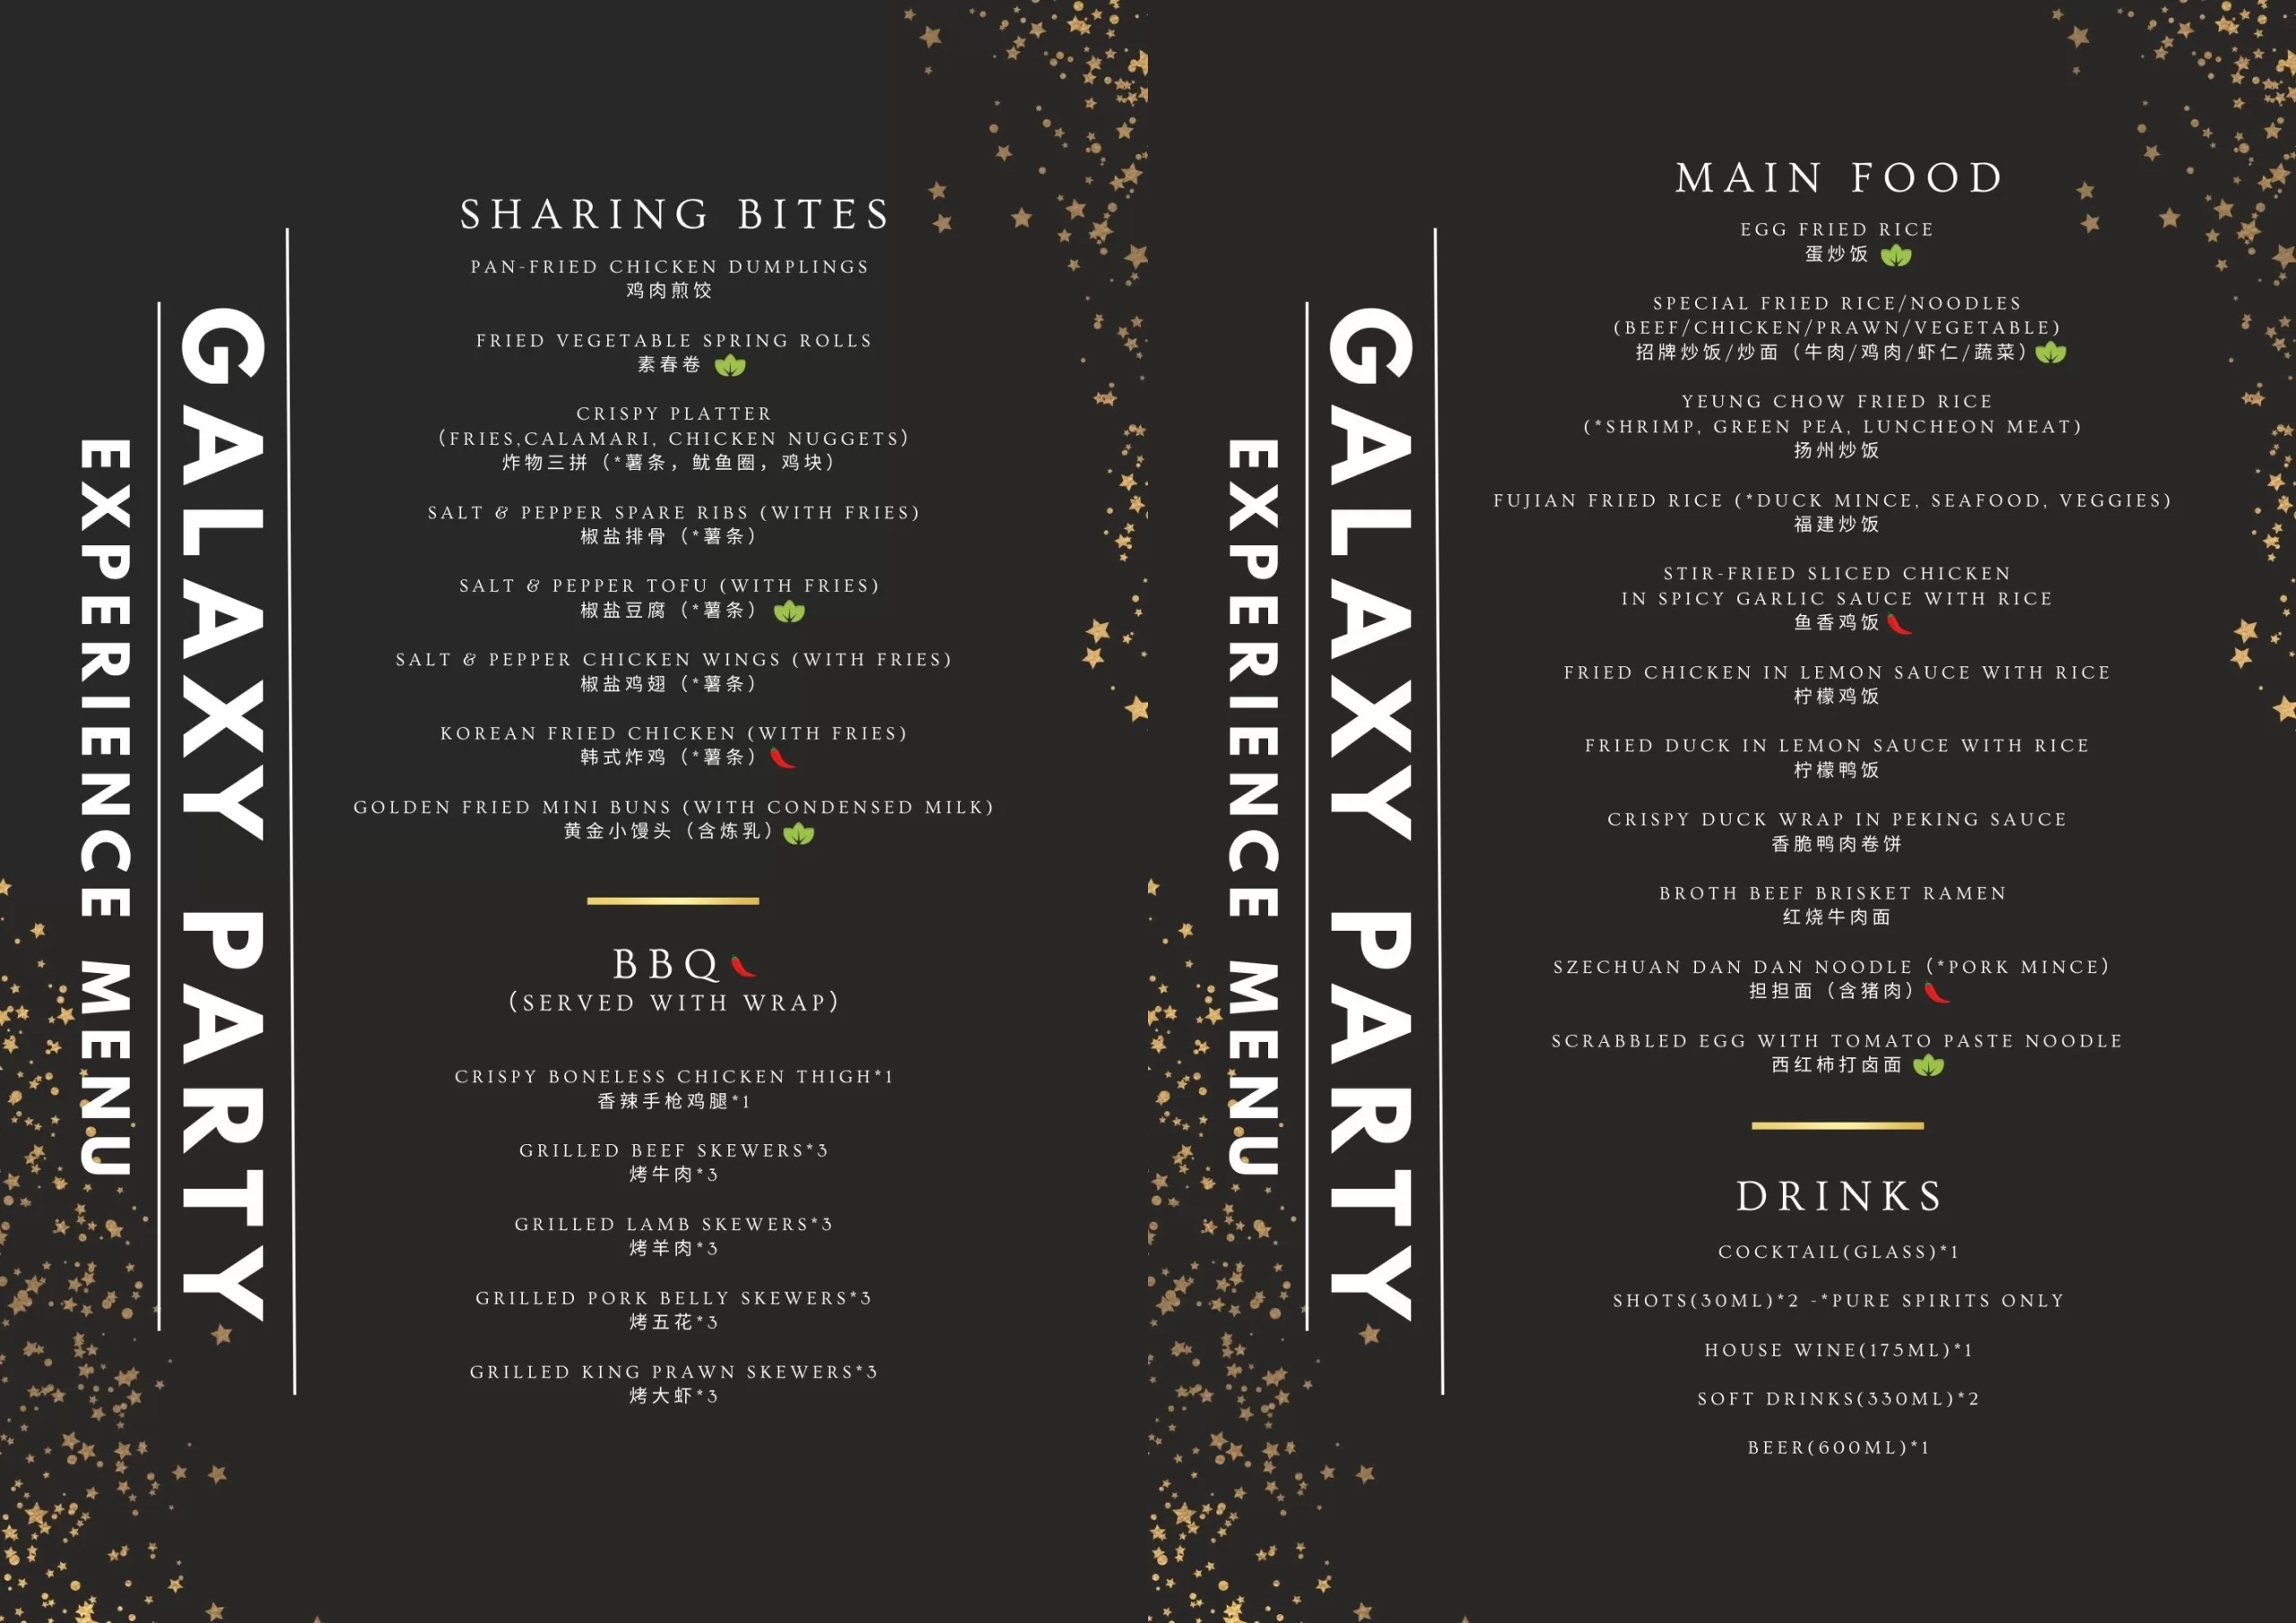 GALAXY PARTY
EXPERIENCE MENU
SHARING BITES
PAN-FRIED CHICKEN DUMPLINGS
鸡肉煎饺
FRIED VEGETABLE SPRING ROLLS
素春卷
CRISPY PLATTER
(FRIES,CALAMARI, CHICKEN NUGGETS)
炸物三拼（*薯条，鱿鱼圈，鸡块）
SALT & PEPPER SPARE RIBS (WITH FRIES)
椒盐排骨（*薯条）
SALT & PEPPER TOFU (WITH FRIES)
椒盐豆腐（*薯条）
SALT & PEPPER CHICKEN WINGS (WITH FRIES)
椒盐鸡翅（*薯条）
KOREAN FRIED CHICKEN (WITH FRIES)
韩式炸鸡（*薯条）
GOLDEN FRIED MINI BUNS (WITH CONDENSED MILK)
黄金小馒头（含炼乳）
BBQ
(SERVED WITH WRAP)
CRISPY BONELESS CHICKEN THIGH*1
香辣手枪鸡腿*1
GRILLED BEEF SKEWERS*3
烤牛肉*3
GRILLED LAMB SKEWERS*3
烤羊肉*3
GRILLED PORK BELLY SKEWERS*3
烤五花*3
GRILLED KING PRAWN SKEWERS*3
烤大虾*3
GALAXY PARTY
EXPERIENCE MENU
MAIN FOOD
EGG FRIED RICE
蛋炒饭
SPECIAL FRIED RICE/NOODLES
(BEEF/CHICKEN/PRAWN/VEGETABLE)
招牌炒饭/炒面（牛肉/鸡肉/虾仁/蔬菜）
YEUNG CHOW FRIED RICE
(*SHRIMP, GREEN PEA, LUNCHEON MEAT)
扬州炒饭
FUJIAN FRIED RICE (*DUCK MINCE, SEAFOOD, VEGGIES)
福建炒饭
STIR-FRIED SLICED CHICKEN
IN SPICY GARLIC SAUCE WITH RICE
鱼香鸡饭
FRIED CHICKEN IN LEMON SAUCE WITH RICE
柠檬鸡饭
FRIED DUCK IN LEMON SAUCE WITH RICE
柠檬鸭饭
CRISPY DUCK WRAP IN PEKING SAUCE
香脆鸭肉卷饼
BROTH BEEF BRISKET RAMEN
红烧牛肉面
SZECHUAN DAN DAN NOODLE (*PORK MINCE)
担担面（含猪肉）
SCRABBLED EGG WITH TOMATO PASTE NOODLE
西红柿打卤面
DRINKS
COCKTAIL(GLASS)*1
SHOTS(30ML)*2 -*PURE SPIRITS ONLY
HOUSE WINE(175ML)*1
SOFT DRINKS(330ML)*2
BEER(600ML)*1